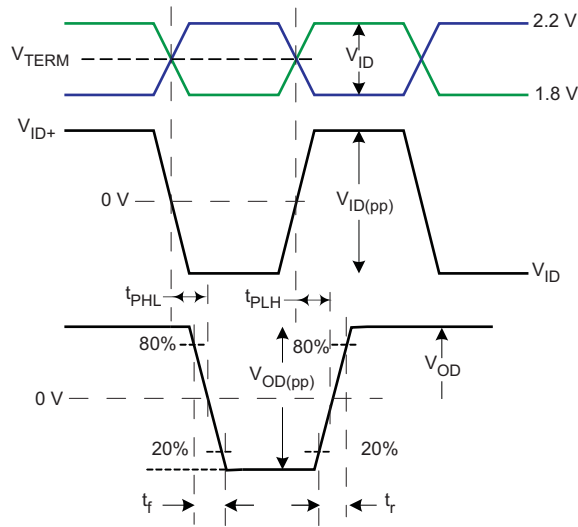 2.2 V
V_TERM
V_ID
1.8 V
V_ID+
0 V
V_ID(pp)
V_ID
t_PHL
t_PLH
80%
80%
V_OD(pp)
V_OD
0 V
20%
20%
t_f
t_r